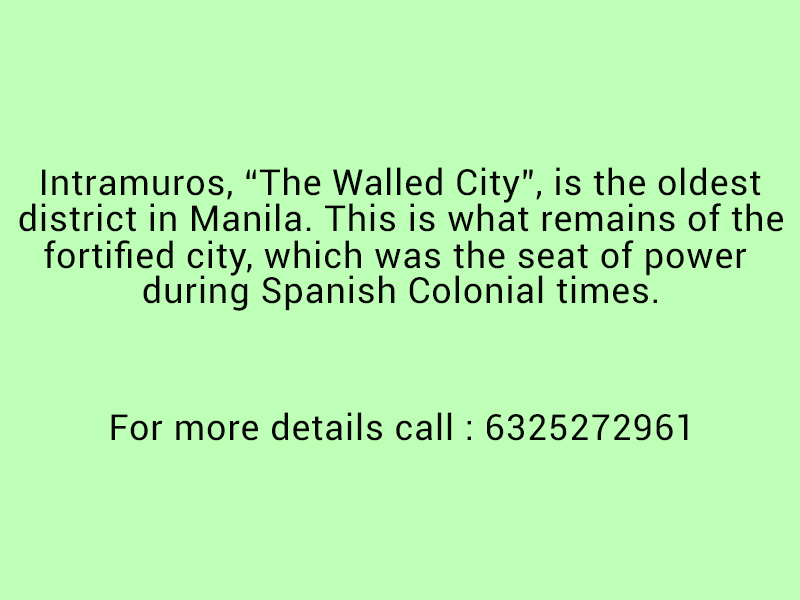 Intramuros, “The Walled City”, is the oldest
district in Manila. This is what remains of the
fortified city, which was the seat of power
during Spanish Colonial times.
For more details call : 6325272961